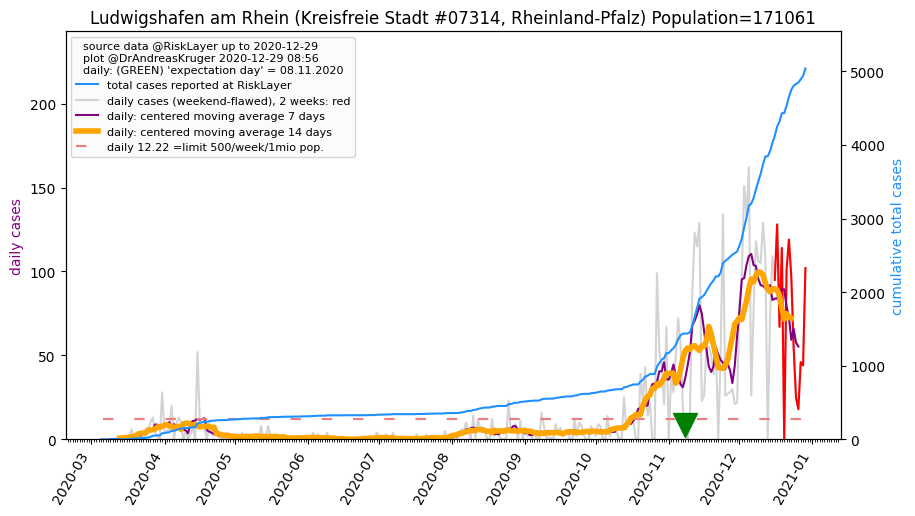 Ludwigshafen am Rhein (Kreisfreie Stadt #07314, Rheinland-Pfalz) Population=171061
source data @RiskLayer up to 2020-12-29
plot @DrAndreasKruger 2020-12-29 08:56
daily: (GREEN) 'expectation day' = 08.11.2020
total cases reported at RiskLayer
daily cases (weekend-flawed), 2 weeks: red
daily: centered moving average 7 days
daily: centered moving average 14 days
daily 12.22 =limit 500/week/1mio pop.
daily cases
200
150
100
50
0
cumulative total cases
5000
4000
3000
2000
1000
0
2020-03
2020-04
2020-05
2020-06
2020-07
2020-08
2020-09
2020-10
2020-11
2020-12
2021-01